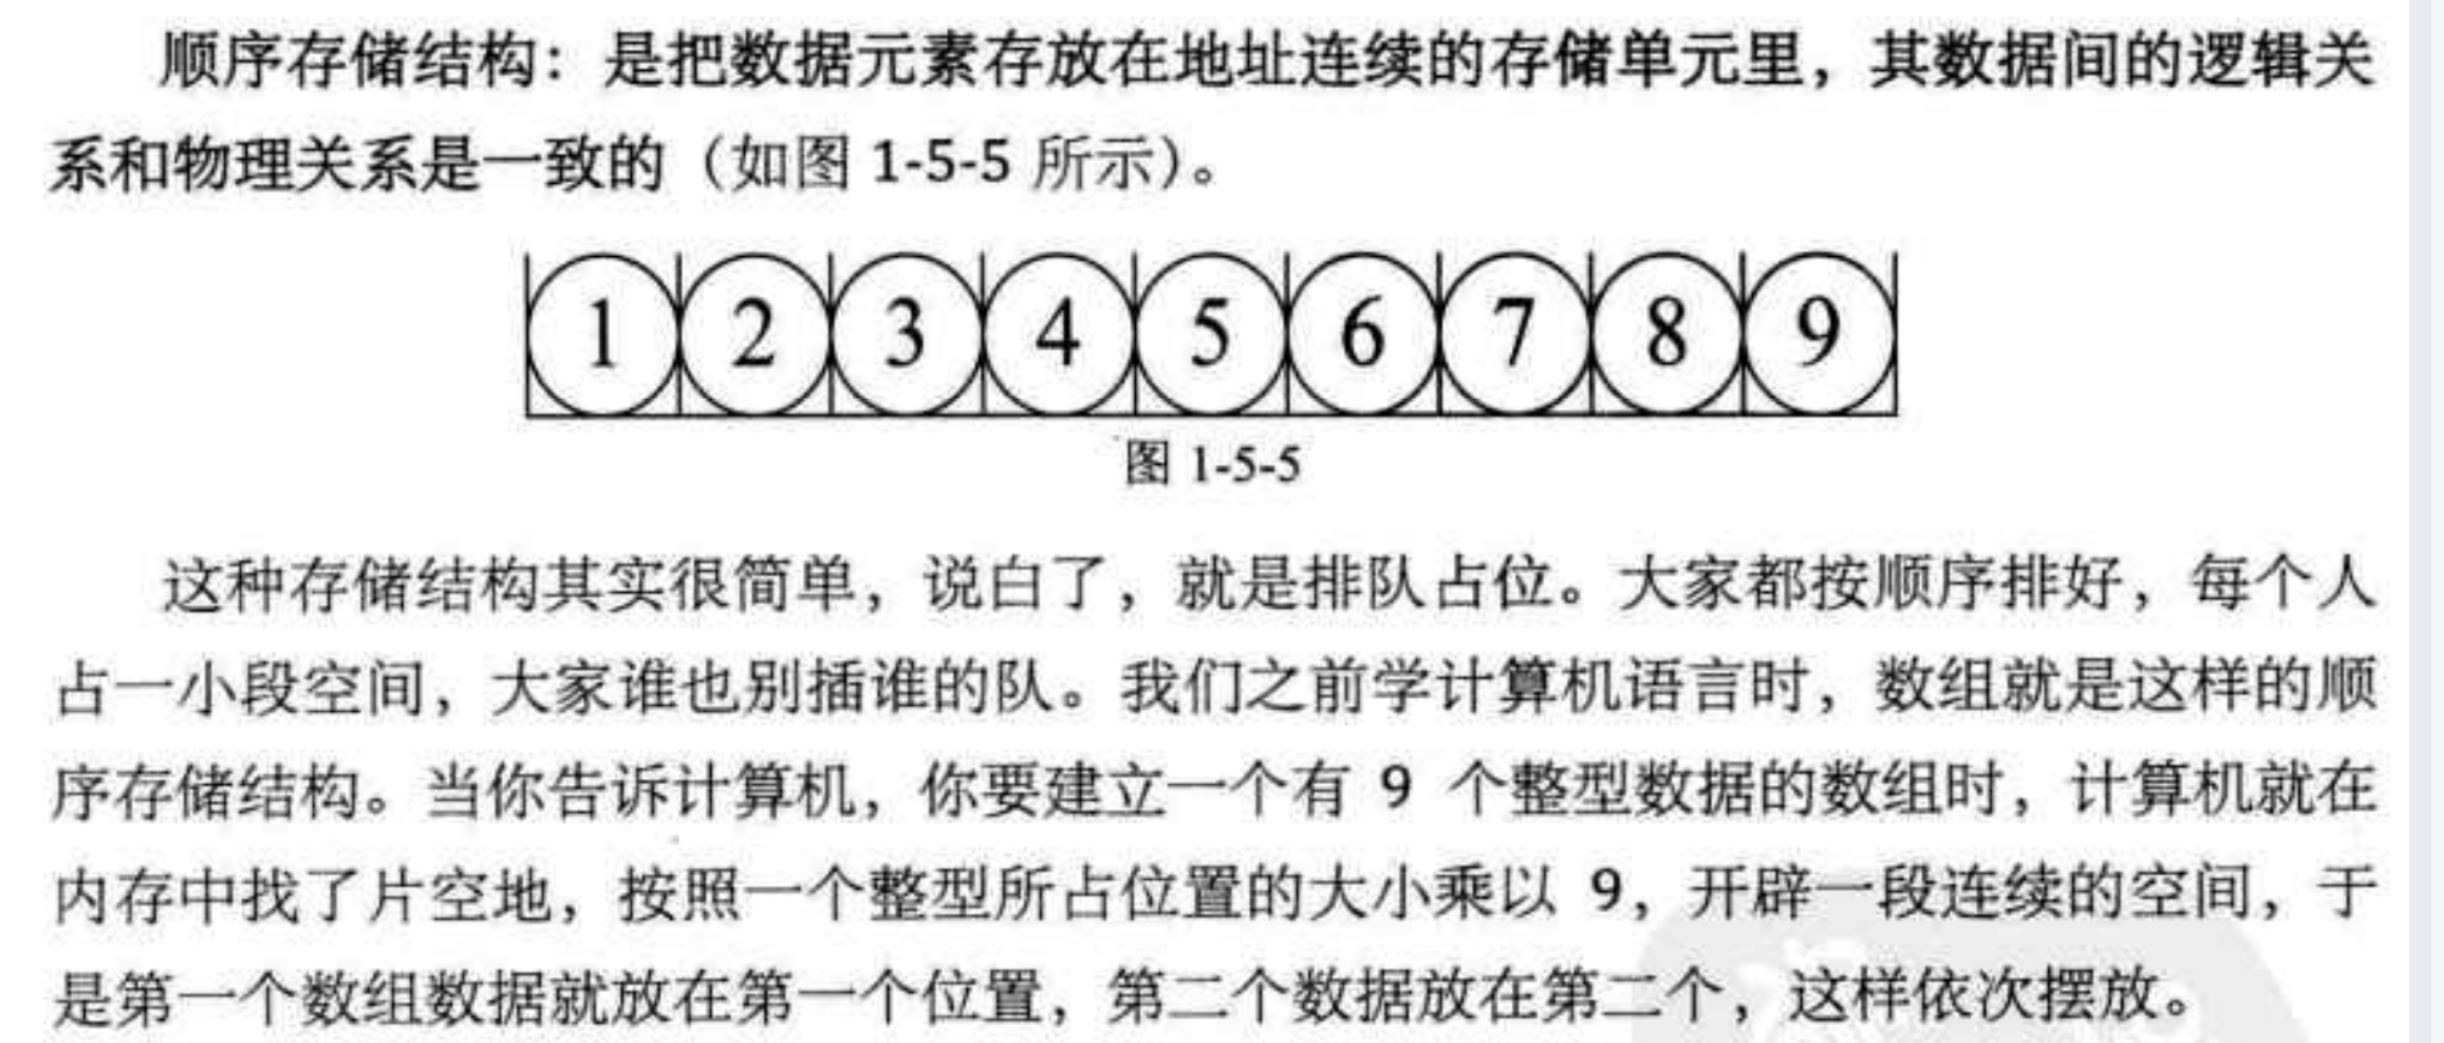 顺序存储结构：是把数据元素存放在地址连续的存储单元里，其数据间的逻辑关
系和物理关系是一致的（如图 1-5-5 所示）。
1 2 3 4 5 6 7 8 9
图 1-5-5
这种存储结构其实很简单，说白了，就是排队占位。大家都按顺序排好，每个人
占一小段空间，大家谁也别插谁的队。我们之前学计算机语言时，数组就是这样的顺
序存储结构。当你告诉计算机，你要建立一个有 9 个整型数据的数组时，计算机就在
内存中找了片空地，按照一个整型所占位置的大小乘以 9，开辟一段连续的空间，于
是第一个数组数据就放在第一个位置，第二个数据放在第二个，这样依次摆放。